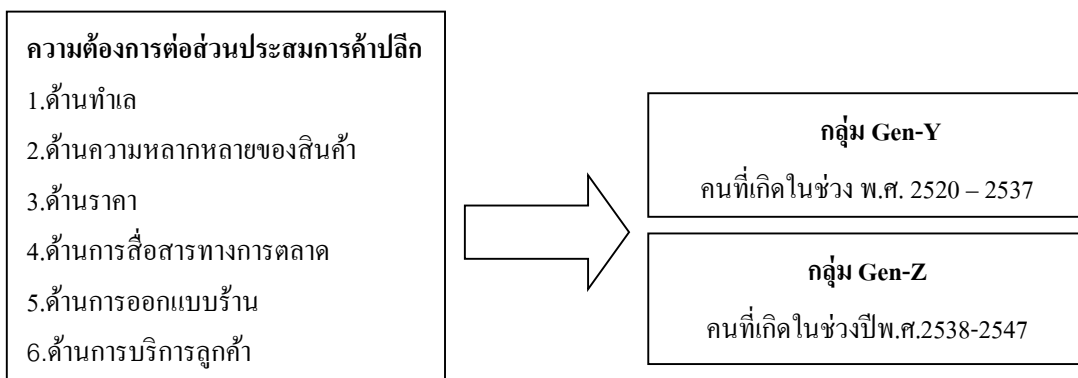 ความต้องการต่อส่วนประสมการค้าปลีก
1.ด้านทำเล
2.ด้านความหลากหลายของสินค้า
3.ด้านราคา
4.ด้านการสื่อสารทางการตลาด
5.ด้านการออกแบบร้าน
6.ด้านการบริการลูกค้า
กลุ่ม Gen-Y
คนที่เกิดในช่วง พ.ศ. 2520 – 2537
กลุ่ม Gen-Z
คนที่เกิดในช่วงปีพ.ศ.2538-2547